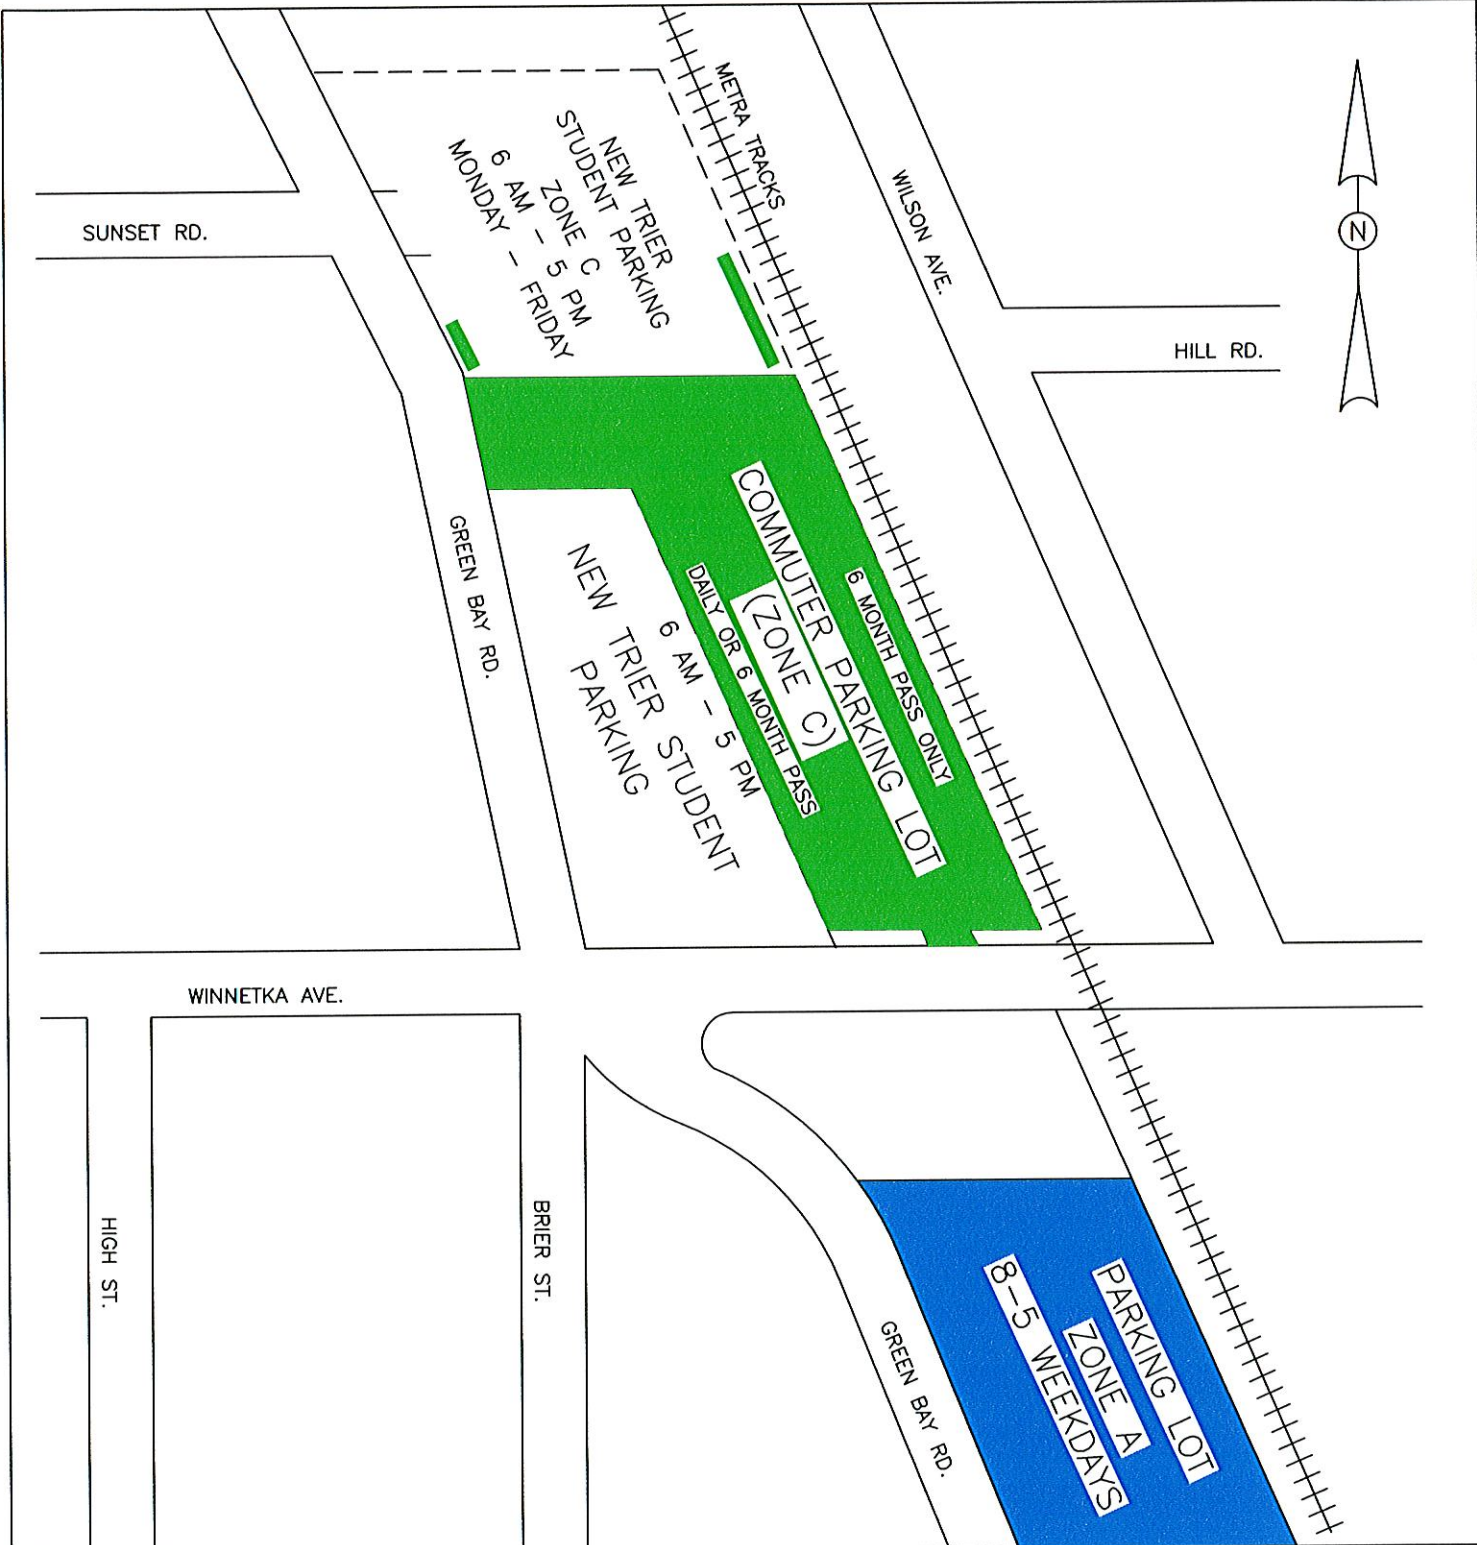 METRA TRACKS
WILSON AVE.
N
NEW TRIER
STUDENT PARKING
ZONE C
6 AM - 5 PM
MONDAY - FRIDAY
SUNSET RD.
HILL RD.
6 MONTH PASS ONLY
COMMUTER PARKING LOT
(ZONE C)
DAILY OR 6 MONTH PASS
6 AM - 5 PM
NEW TRIER STUDENT
PARKING
GREEN BAY RD.
WINNETKA AVE.
HIGH ST.
BRIER ST.
GREEN BAY RD.
PARKING LOT
ZONE A
8-5 WEEKDAYS